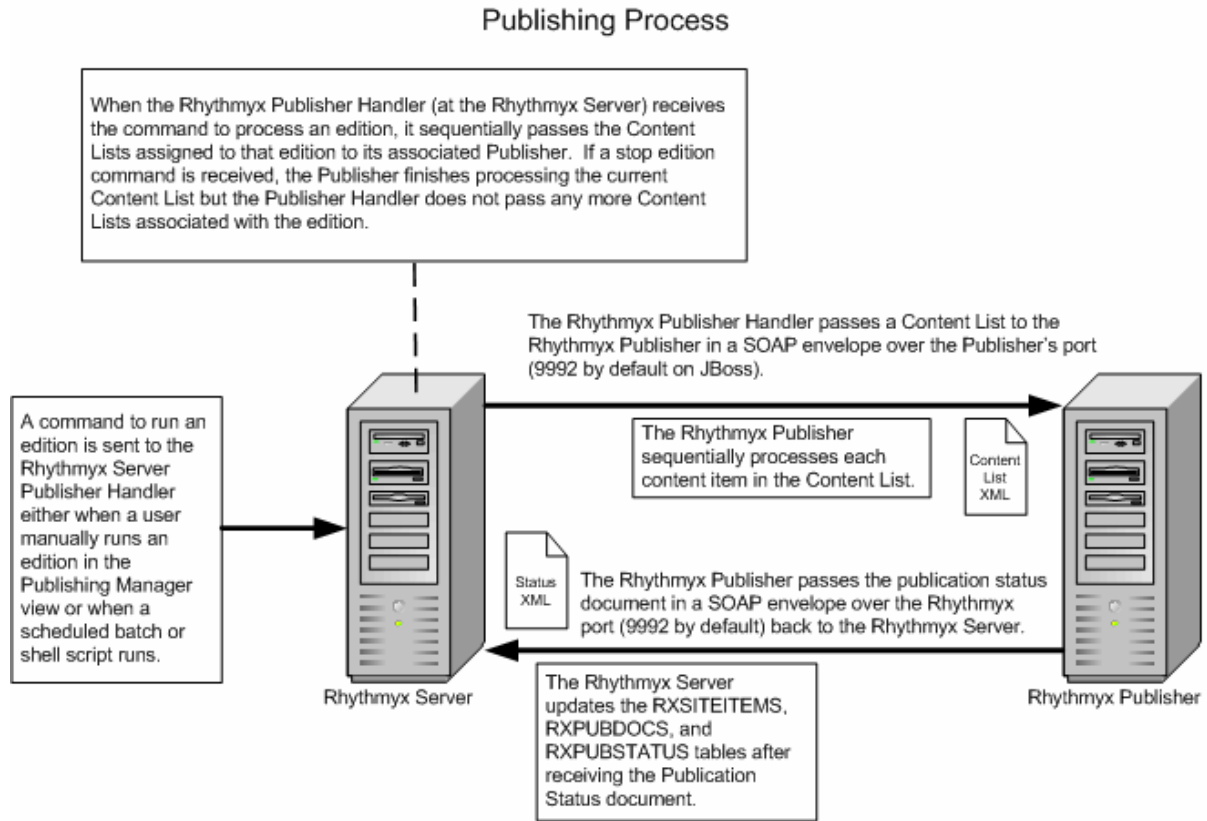 Publishing Process
When the Rhythmyx Publisher Handler (at the Rhythmyx Server) receives
the command to process an edition, it sequentially passes the Content
Lists assigned to that edition to its associated Publisher.  If a stop edition
command is received, the Publisher finishes processing the current
Content List but the Publisher Handler does not pass any more Content
Lists associated with the edition.
The Rhythmyx Publisher Handler passes a Content List to the
Rhythmyx Publisher in a SOAP envelope over the Publisher's port
(9992 by default on JBoss).
A command to run an
edition is sent to the
Rhythmyx Server
Publisher Handler
either when a user
manually runs an
edition in the
Publishing Manager
view or when a
scheduled batch or
shell script runs.
The Rhythmyx Publisher
sequentially processes each
content item in the Content List.
Content
List
XML
Status
XML
The Rhythmyx Publisher passes the publication status
document in a SOAP envelope over the Rhythmyx
port (9992 by default) back to the Rhythmyx Server.
Rhythmyx Server
Rhythmyx Publisher
The Rhythmyx Server
updates the RXSITEITEMS,
RXPUBDOCS, and
RXPUBSTATUS tables after
receiving the Publication
Status document.